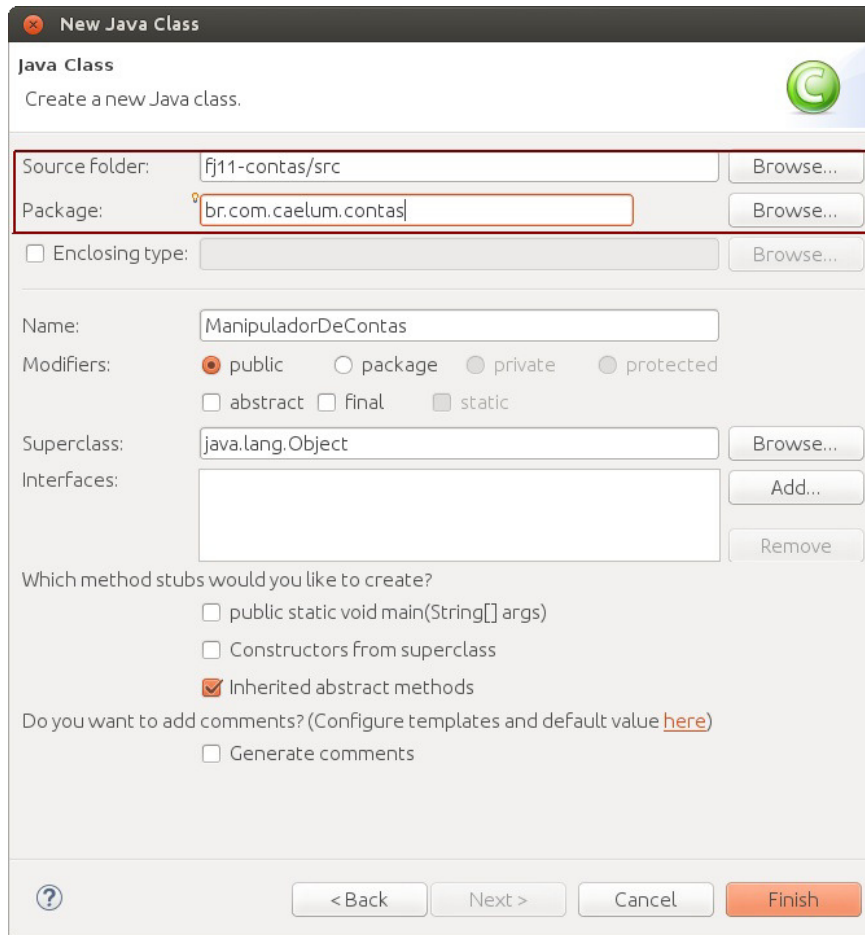 New Java Class
Java Class
Create a new Java class.
Source folder: fj11-contas/src Browse...
Package: br.com.caelum.contas Browse...
Enclosing type: Browse...
Name: ManipuladorDeContas
Modifiers: public package private protected
abstract final static
Superclass: java.lang.Object Browse...
Interfaces: Add...
Remove
Which method stubs would you like to create?
public static void main(String[] args)
Constructors from superclass
Inherited abstract methods
Do you want to add comments? (Configure templates and default value here)
Generate comments
? < Back Next > Cancel Finish